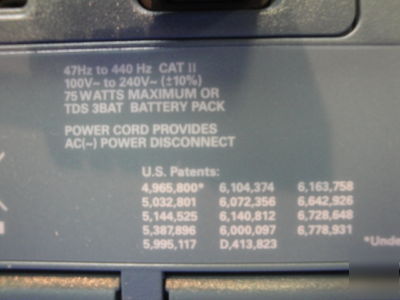 47Hz to 440 Hz CAT II
100V~ to 240V~ (±10%)
75 WATTS MAXIMUM OR
TDS 3BAT BATTERY PACK
POWER CORD PROVIDES
AC(~) POWER DISCONNECT
U.S. Patents:
4,965,800* 6,104,374 6,163,758
5,032,801 6,072,356 6,642,926
5,144,525 6,140,812 6,728,648
5,387,896 6,000,097 6,778,931
5,995,117 D,413,823
*Unde